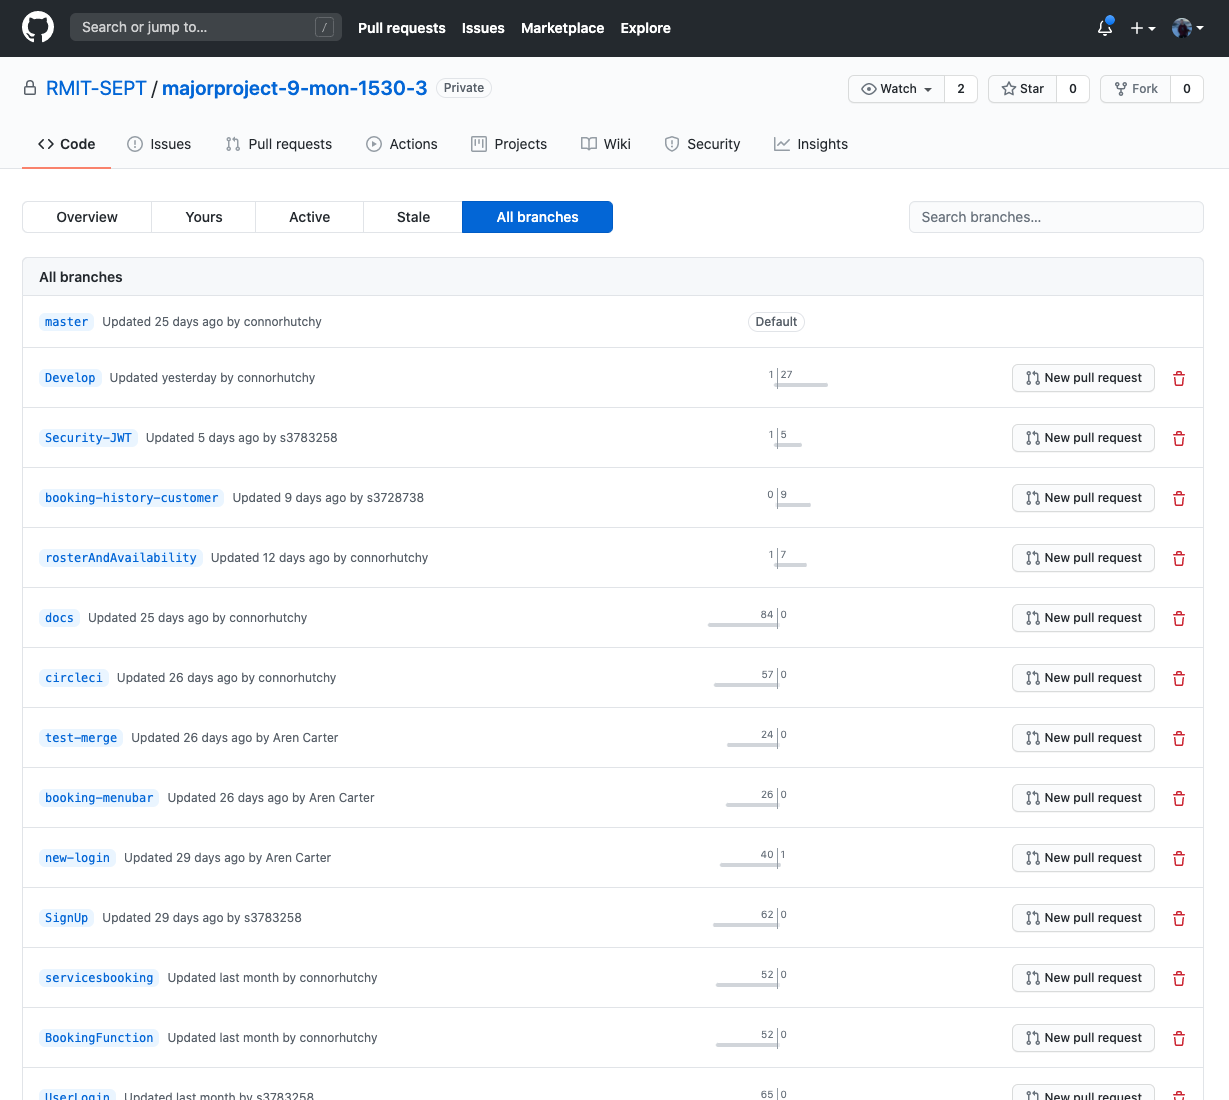 Search or jump to... / Pull requests Issues Marketplace Explore
RMIT-SEPT / majorproject-9-mon-1530-3 Private Watch 2 Star 0 Fork 0
Code Issues Pull requests Actions Projects Wiki Security Insights
Overview Yours Active Stale All branches Search branches...
All branches
master Updated 25 days ago by connorhutchy Default
Develop Updated yesterday by connorhutchy 1 27 New pull request
Security-JWT Updated 5 days ago by s3783258 1 5 New pull request
booking-history-customer Updated 9 days ago by s3728738 0 9 New pull request
rosterAndAvailability Updated 12 days ago by connorhutchy 1 7 New pull request
docs Updated 25 days ago by connorhutchy 84 0 New pull request
circleci Updated 26 days ago by connorhutchy 57 0 New pull request
test-merge Updated 26 days ago by Aren Carter 24 0 New pull request
booking-menubar Updated 26 days ago by Aren Carter 26 0 New pull request
new-login Updated 29 days ago by Aren Carter 40 1 New pull request
SignUp Updated 29 days ago by s3783258 62 0 New pull request
servicesbooking Updated last month by connorhutchy 52 0 New pull request
BookingFunction Updated last month by connorhutchy 52 0 New pull request
UserLogin Updated last month by s3783258 65 0 New pull request